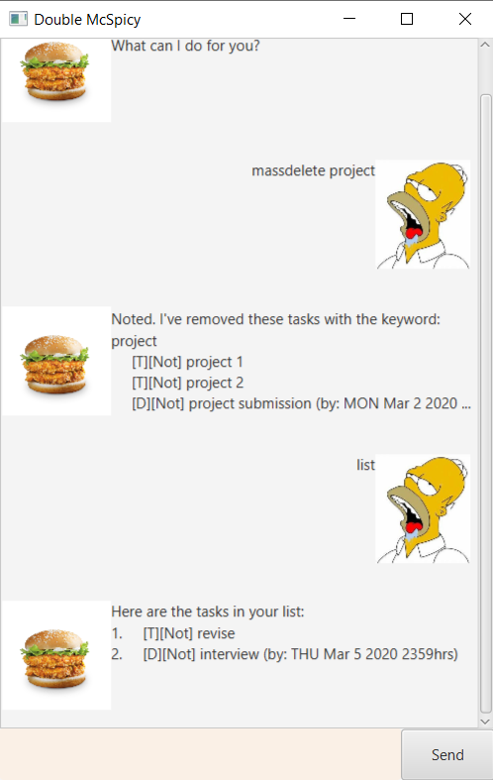 Double McSpicy
What can I do for you?
massdelete project
Noted. I've removed these tasks with the keyword:
project
[T][Not] project 1
[T][Not] project 2
[D][Not] project submission (by: MON Mar 2 2020 ...
list
Here are the tasks in your list:
1. [T][Not] revise
2. [D][Not] interview (by: THU Mar 5 2020 2359hrs)
Send